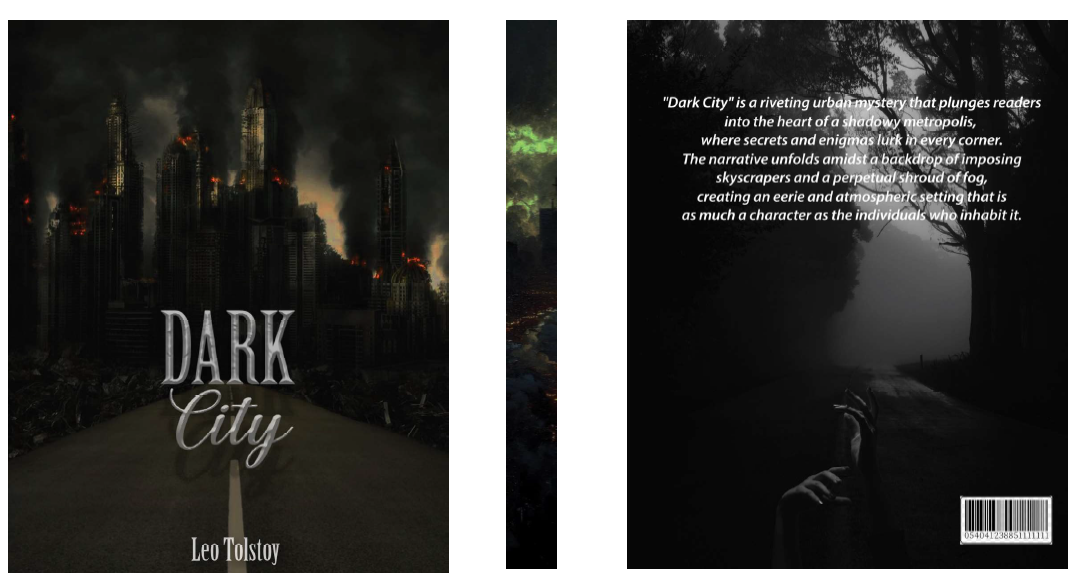 DARK
City
Leo Tolstoy
"Dark City" is a riveting urban mystery that plunges readers
into the heart of a shadowy metropolis,
where secrets and enigmas lurk in every corner.
The narrative unfolds amidst a backdrop of imposing
skyscrapers and a perpetual shroud of fog,
creating an eerie and atmospheric setting that is
as much a character as the individuals who inhabit it.